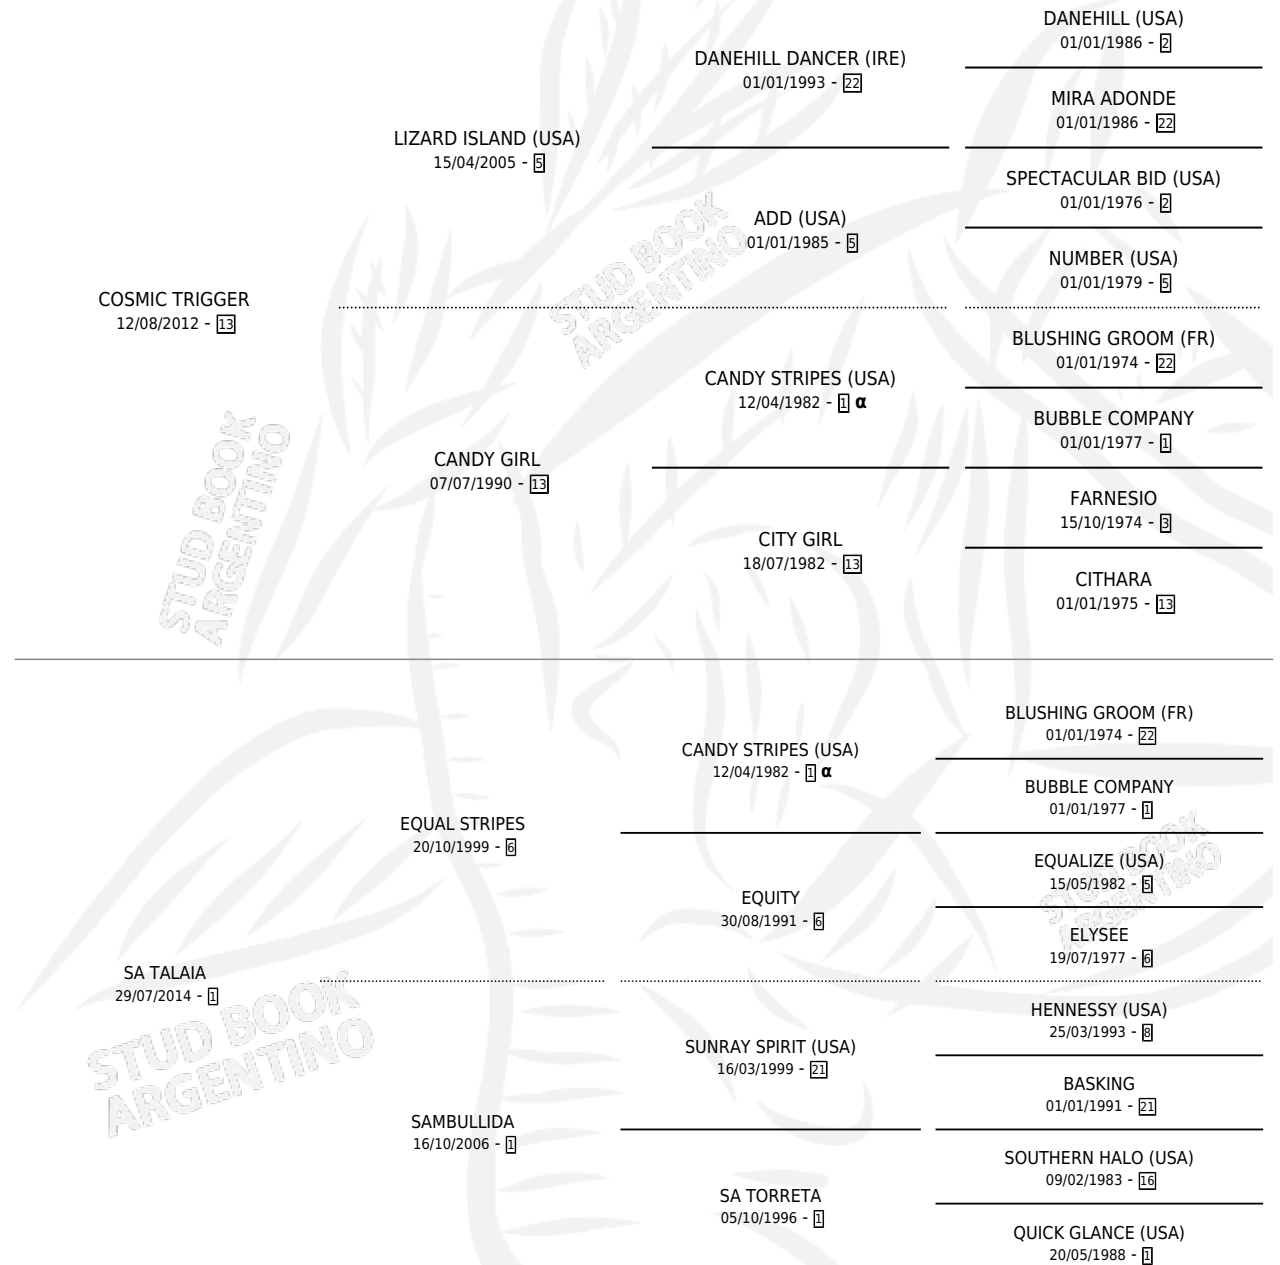 DANEHILL (USA)
01/01/1986 - 2
DANEHILL DANCER (IRE)
01/01/1993 - 22
MIRA ADONDE
01/01/1986 - 22
LIZARD ISLAND (USA)
15/04/2005 - 5
SPECTACULAR BID (USA)
01/01/1976 - 2
ADD (USA)
01/01/1985 - 5
NUMBER (USA)
01/01/1979 - 5
COSMIC TRIGGER
12/08/2012 - 13
BLUSHING GROOM (FR)
01/01/1974 - 22
CANDY STRIPES (USA)
12/04/1982 - 1 α
BUBBLE COMPANY
01/01/1977 - 1
CANDY GIRL
07/07/1990 - 13
FARNESIO
15/10/1974 - 3
CITY GIRL
18/07/1982 - 13
CITHARA
01/01/1975 - 13
BLUSHING GROOM (FR)
01/01/1974 - 22
CANDY STRIPES (USA)
12/04/1982 - 1 α
BUBBLE COMPANY
01/01/1977 - 1
EQUAL STRIPES
20/10/1999 - 6
EQUALIZE (USA)
15/05/1982 - 5
EQUITY
30/08/1991 - 6
ELYSEE
19/07/1977 - 6
SA TALAIA
29/07/2014 - 1
HENNESSY (USA)
25/03/1993 - 8
SUNRAY SPIRIT (USA)
16/03/1999 - 21
BASKING
01/01/1991 - 21
SAMBULLIDA
16/10/2006 - 1
SOUTHERN HALO (USA)
09/02/1983 - 16
SA TORRETA
05/10/1996 - 1
QUICK GLANCE (USA)
20/05/1988 - 1
STUD BOOK
ARGENTINO
STUD BOOK
ARGENTINO
STUD BOOK
ARGENTINO
STUD BOOK
ARGENTINO